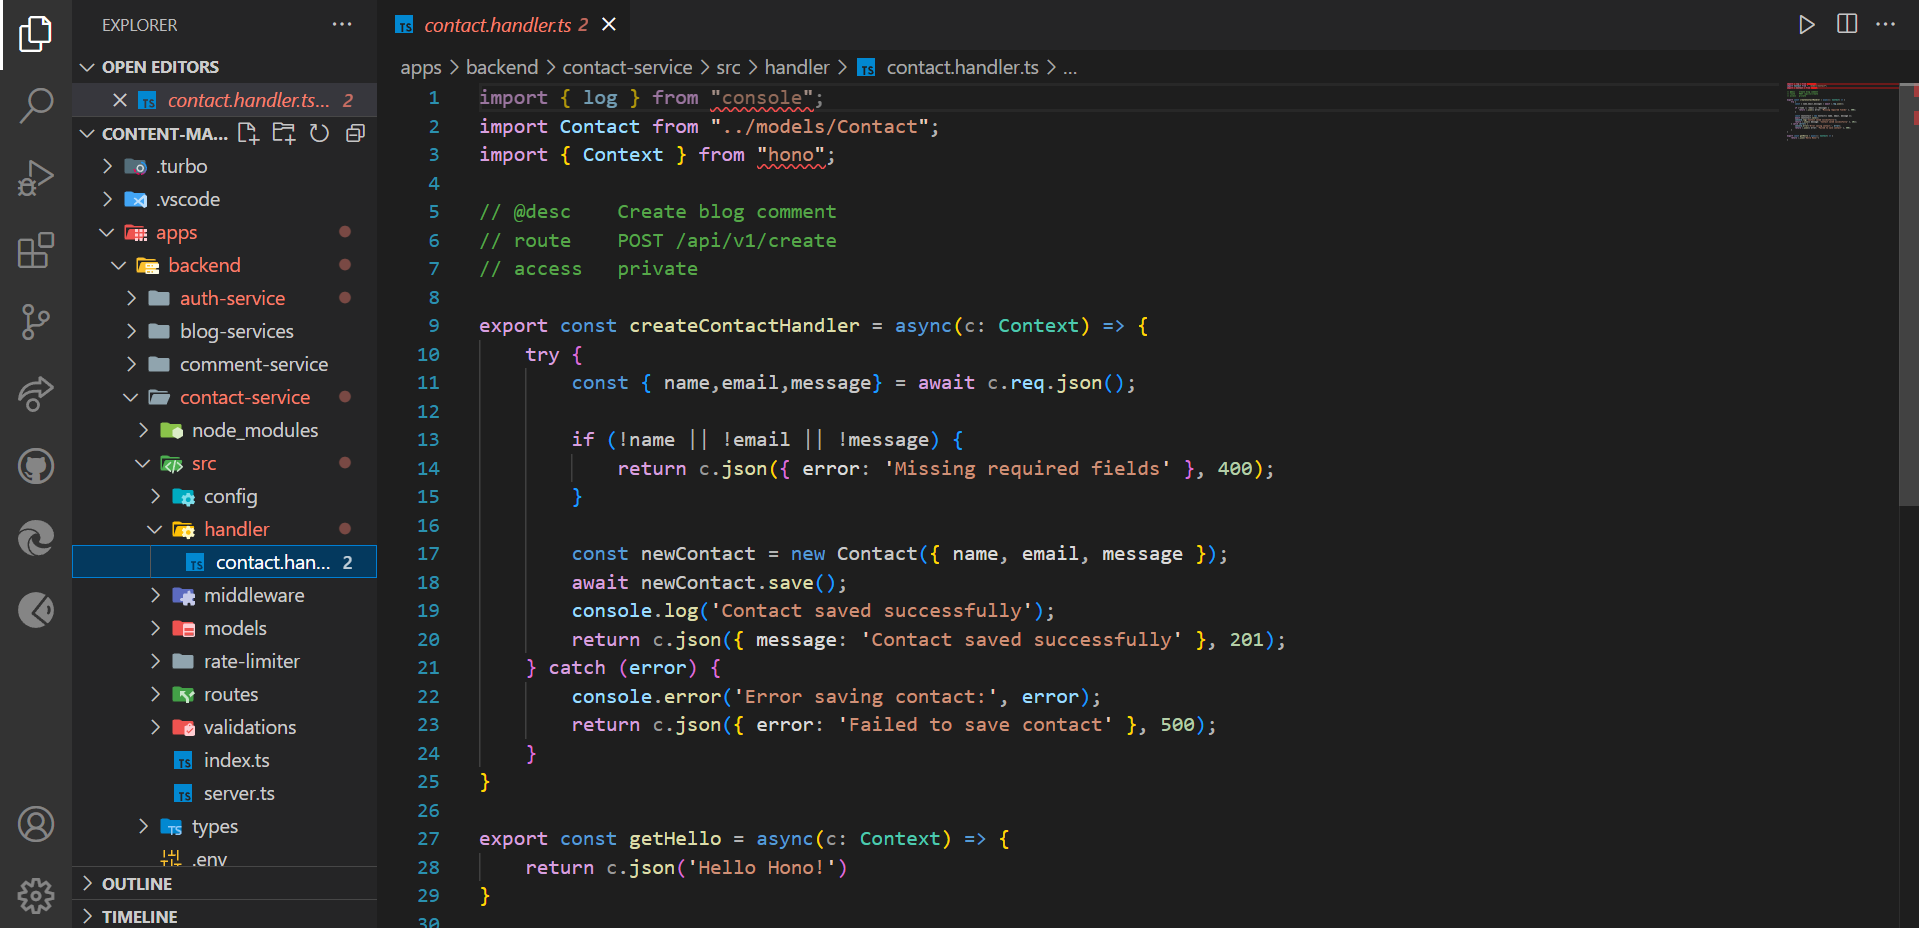 EXPLORER
OPEN EDITORS
contact.handler.ts... 2
CONTENT-MA...
.turbo
.vscode
apps
backend
auth-service
blog-services
comment-service
contact-service
node_modules
src
config
handler
contact.han... 2
middleware
models
rate-limiter
routes
validations
index.ts
server.ts
types
.env
OUTLINE
TIMELINE
contact.handler.ts 2
apps > backend > contact-service > src > handler > contact.handler.ts > ...
1 import { log } from "console";
2 import Contact from "../models/Contact";
3 import { Context } from "hono";
4
5 // @desc    Create blog comment
6 // route    POST /api/v1/create
7 // access   private
8
9 export const createContactHandler = async(c: Context) => {
10     try {
11         const { name,email,message} = await c.req.json();
12
13         if (!name || !email || !message) {
14             return c.json({ error: 'Missing required fields' }, 400);
15         }
16
17         const newContact = new Contact({ name, email, message });
18         await newContact.save();
19         console.log('Contact saved successfully');
20         return c.json({ message: 'Contact saved successfully' }, 201);
21     } catch (error) {
22         console.error('Error saving contact:', error);
23         return c.json({ error: 'Failed to save contact' }, 500);
24     }
25 }
26
27 export const getHello = async(c: Context) => {
28     return c.json('Hello Hono!')
29 }
30